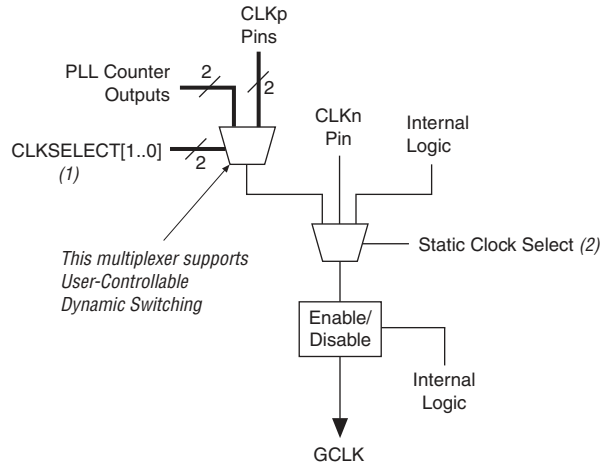 CLKp
Pins
PLL Counter
Outputs
2
2
CLKSELECT[1..0]
(1)
2
CLKn
Pin
Internal
Logic
This multiplexer supports
User-Controllable
Dynamic Switching
Static Clock Select (2)
Enable/
Disable
Internal
Logic
GCLK